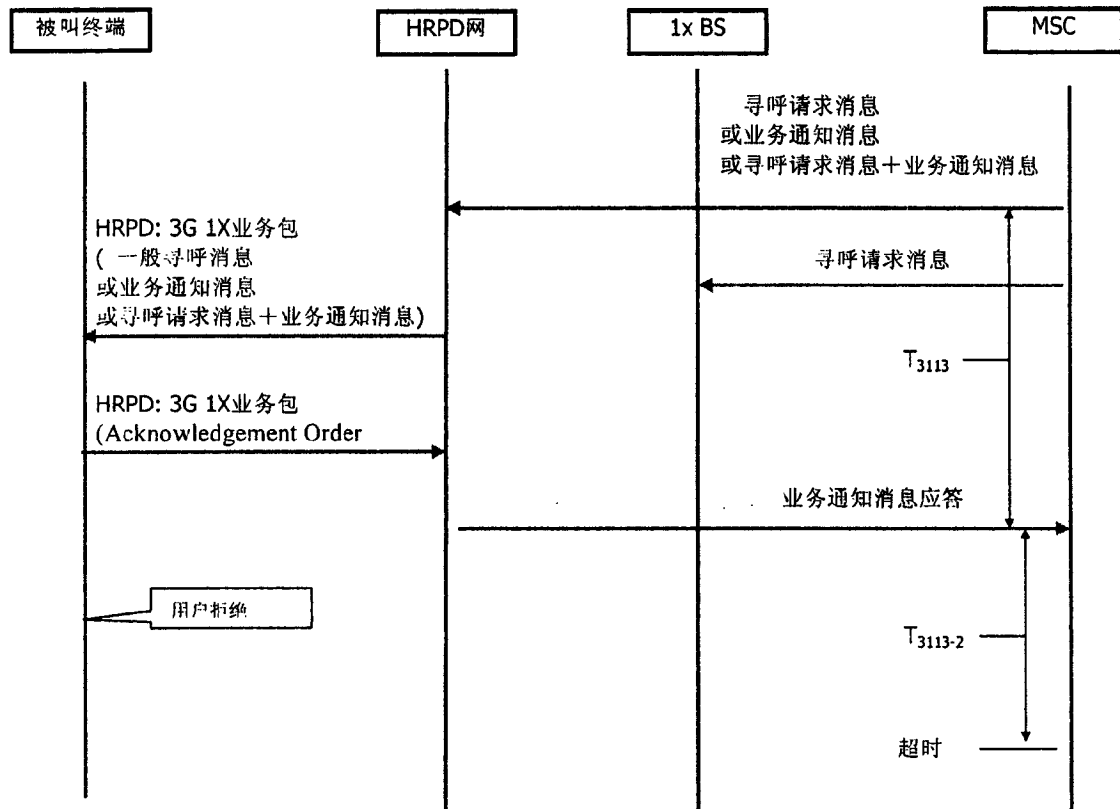 被叫终端
HRPD网
1x BS
MSC
寻呼请求消息
或业务通知消息
或寻呼请求消息+业务通知消息
HRPD: 3G 1X业务包
( 一般寻呼消息
或业务通知消息
或寻呼请求消息+业务通知消息)
寻呼请求消息
T3113
HRPD: 3G 1X业务包
(Acknowledgement Order
业务通知消息应答
用户拒绝
T3113-2
超时